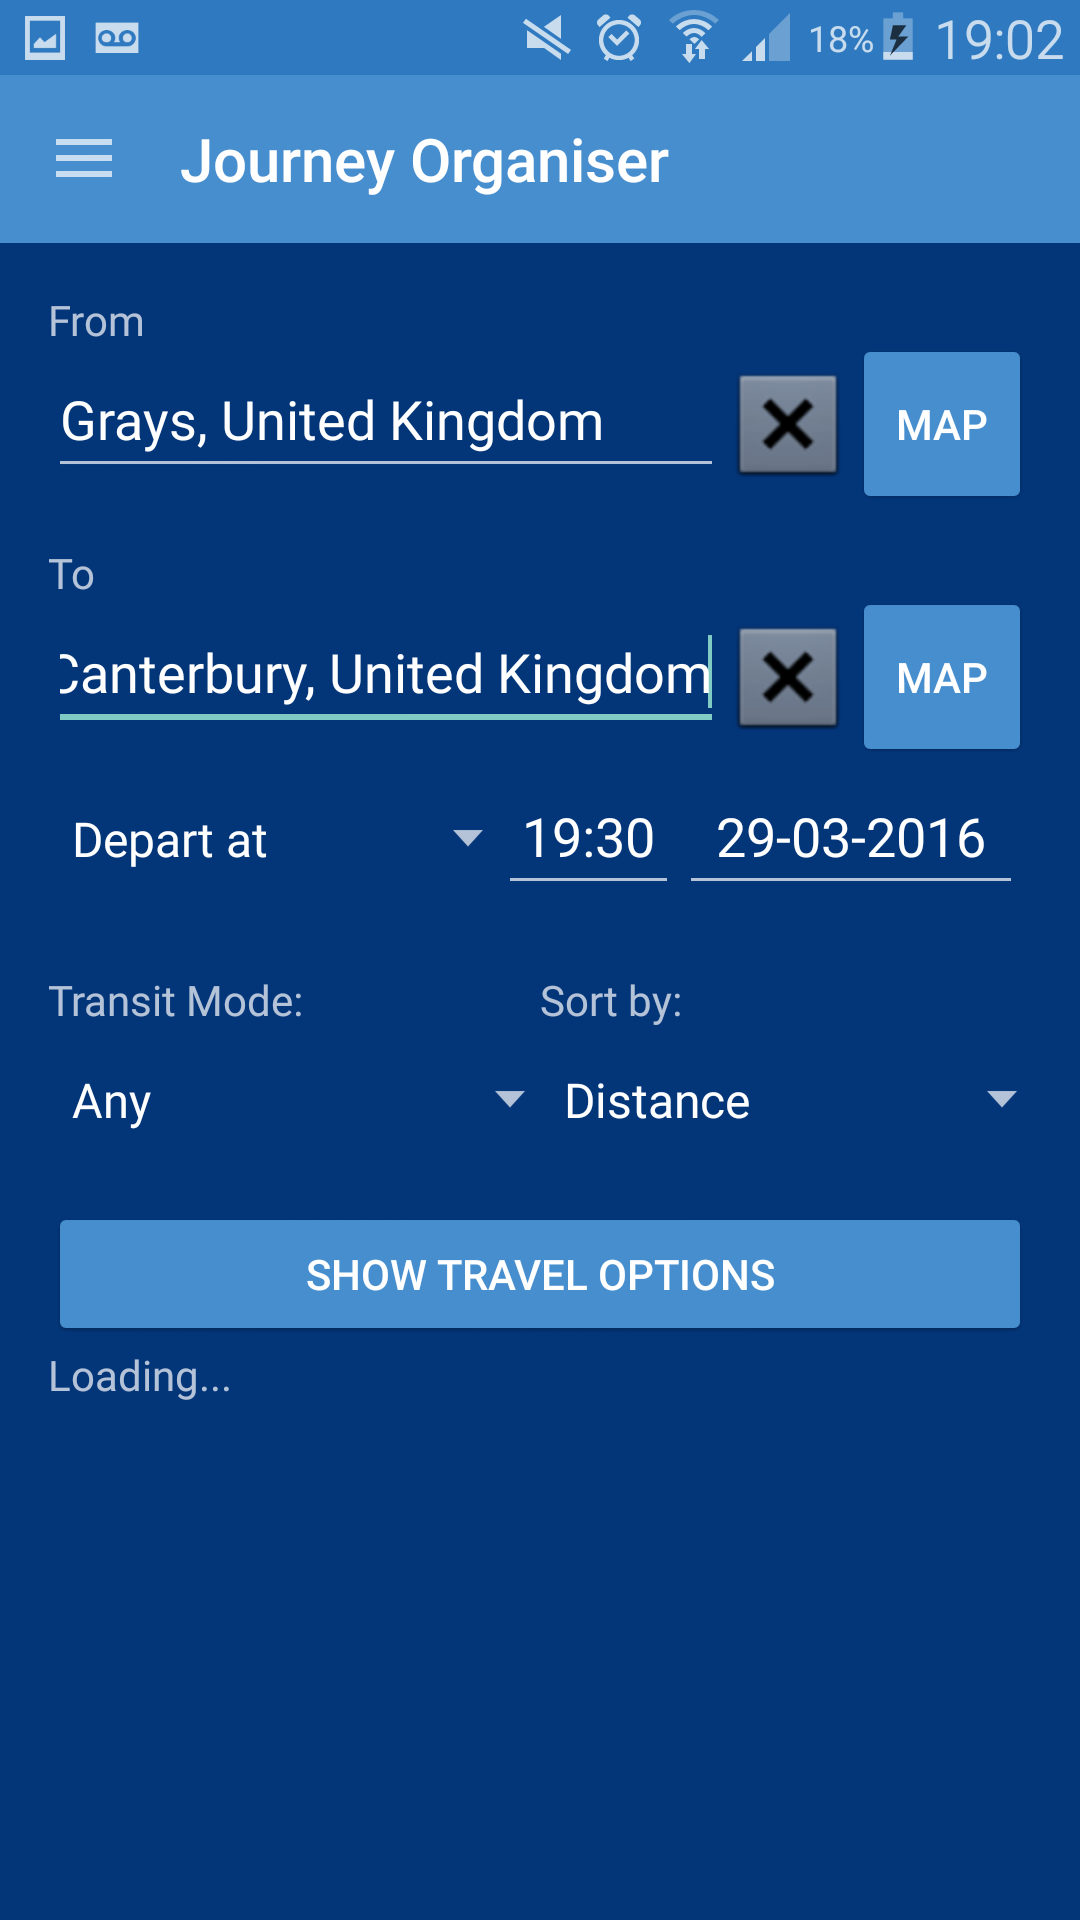 18% 19:02
Journey Organiser
From
Grays, United Kingdom
MAP
To
Canterbury, United Kingdom
MAP
Depart at 19:30 29-03-2016
Transit Mode: Sort by:
Any Distance
SHOW TRAVEL OPTIONS
Loading...